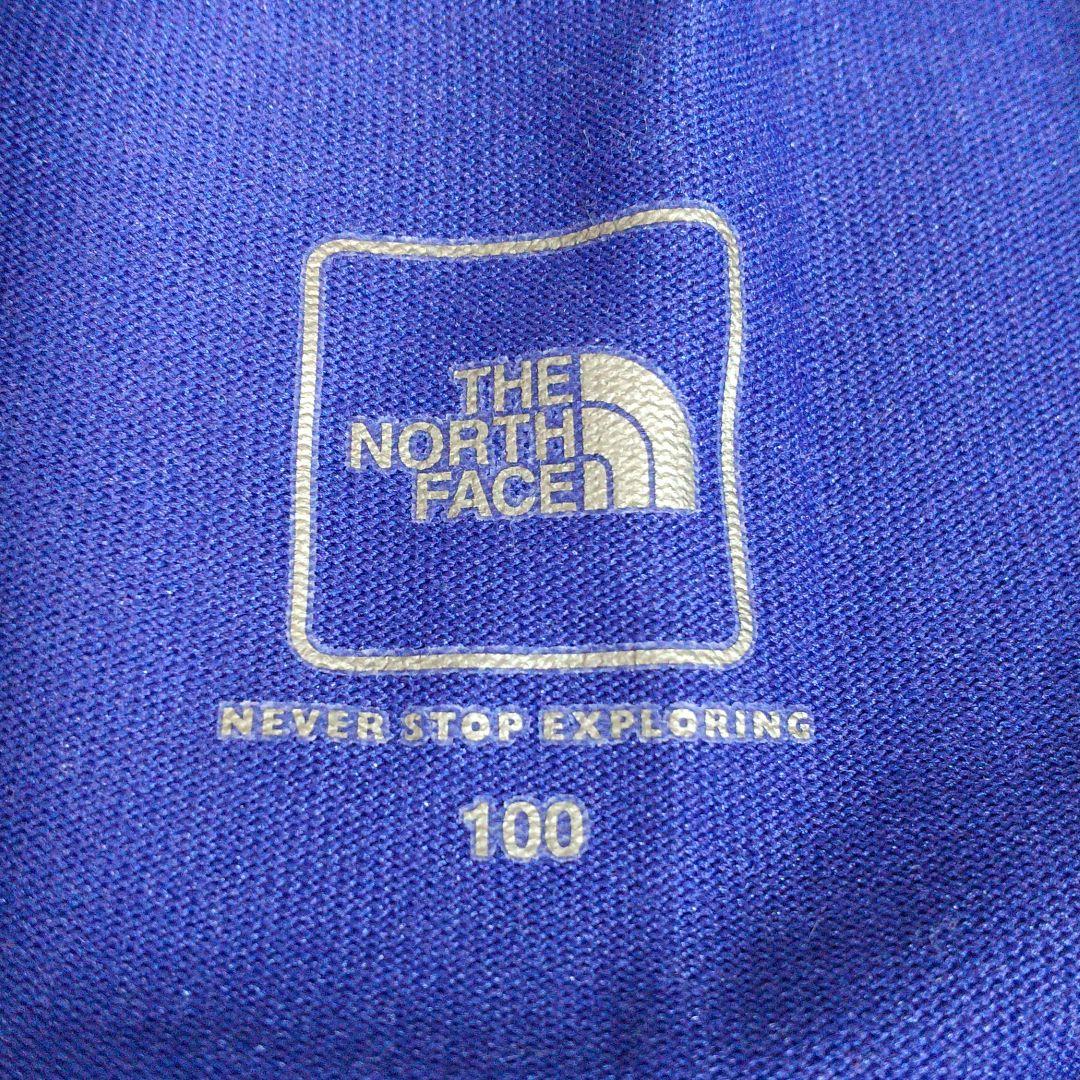 THE
NORTH
FACE
NEVER STOP EXPLORING
100